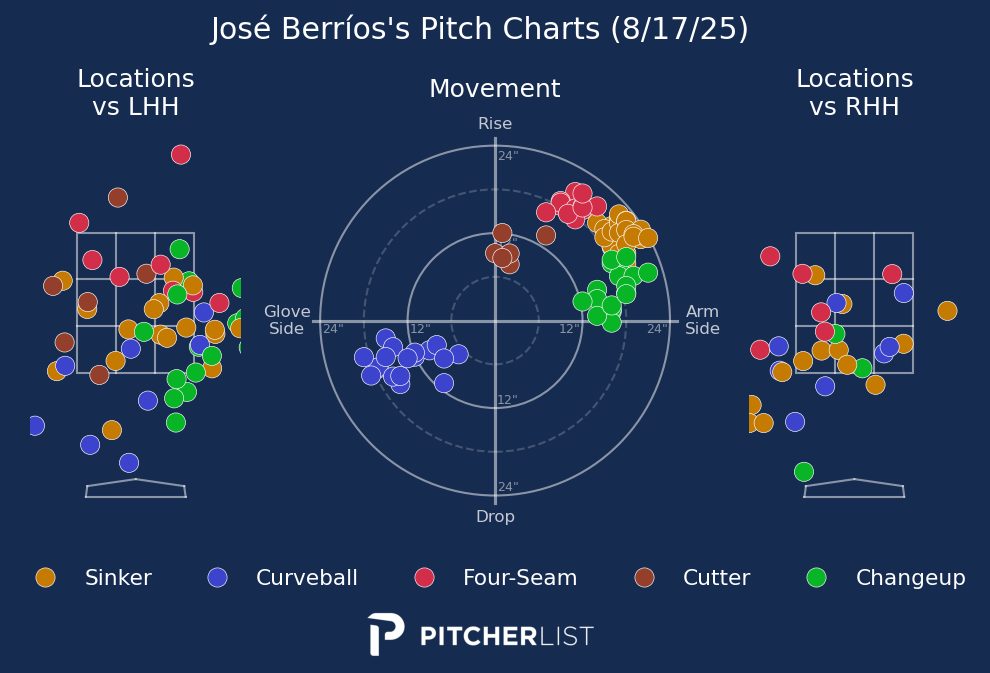 José Berríos's Pitch Charts (8/17/25)
Locations
vs LHH
Movement
Locations
vs RHH
Rise
24"
Glove
Side
24"
12"
12"
24"
Arm
Side
12"
24"
Drop
Sinker
Curveball
Four-Seam
Cutter
Changeup
PITCHERLIST